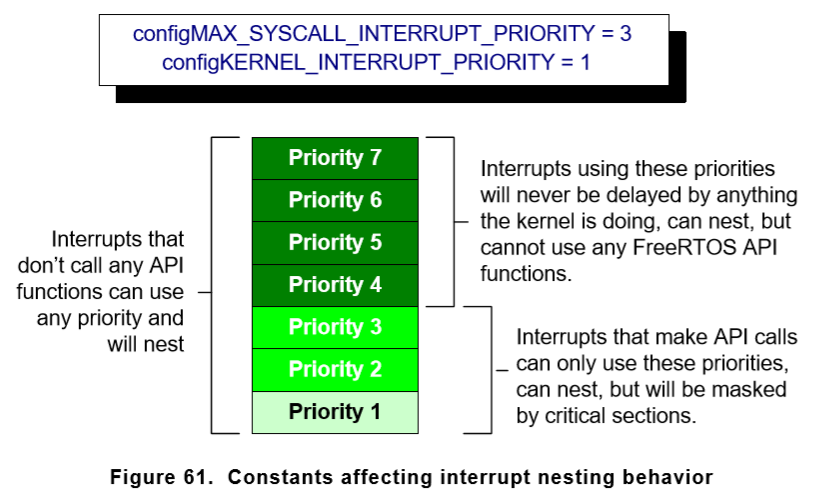 configMAX_SYSCALL_INTERRUPT_PRIORITY = 3
configKERNEL_INTERRUPT_PRIORITY = 1
Interrupts that
don't call any API
functions can use
any priority and
will nest
Priority 7
Priority 6
Priority 5
Priority 4
Priority 3
Priority 2
Priority 1
Interrupts using these priorities
will never be delayed by anything
the kernel is doing, can nest, but
cannot use any FreeRTOS API
functions.
Interrupts that make API calls
can only use these priorities,
can nest, but will be masked
by critical sections.
Figure 61. Constants affecting interrupt nesting behavior